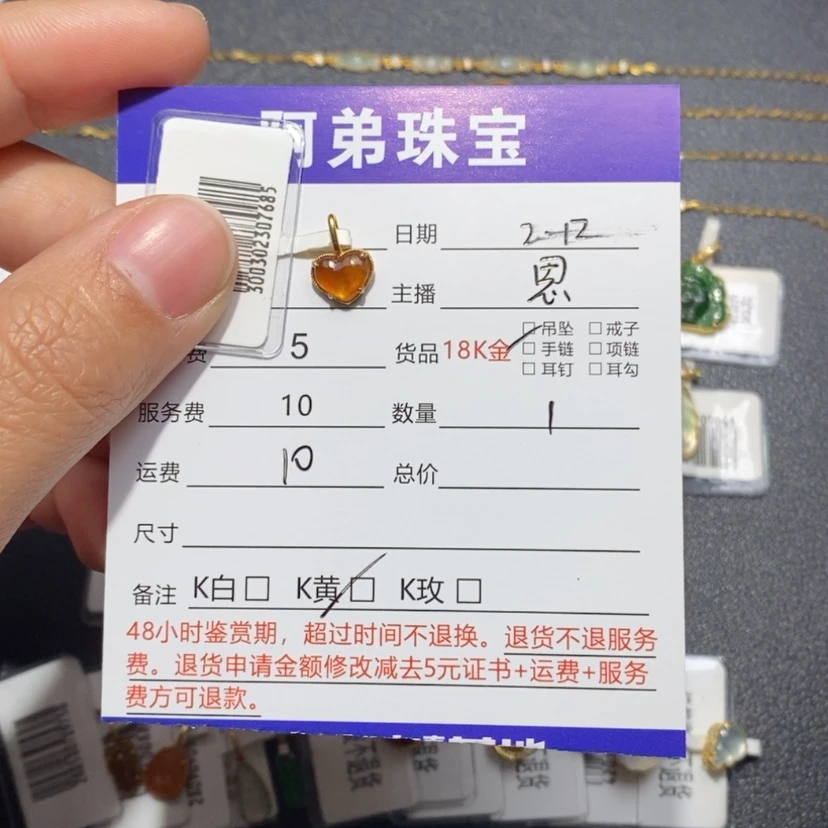 阿弟珠宝
300302307685
日期 2-12
主播 恩
费 5 货品 18K金 □吊坠 □戒子
□手链 □项链
□耳钉 □耳勾
服务费 10 数量 1
运费 10 总价
尺寸
备注 K白□ K黄□ K玫□
48小时鉴赏期，超过时间不退换。退货不退服务
费。退货申请金额修改减去5元证书+运费+服务
费方可退款。